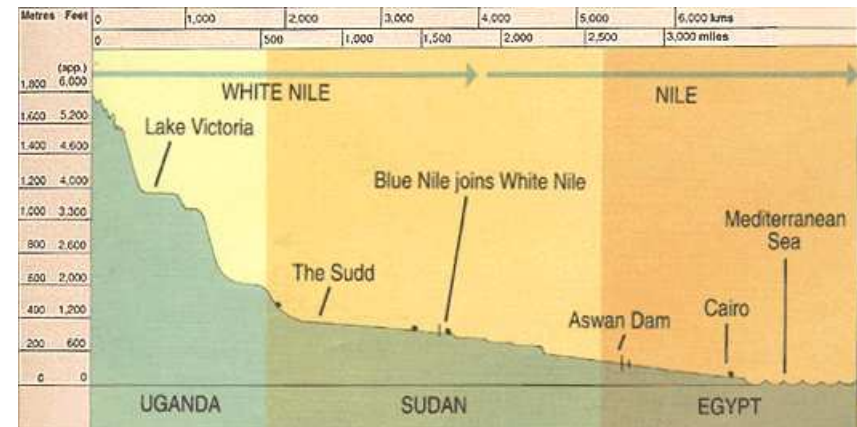 Metres Feet 0 1,000 2,000 3,000 4,000 5,000 6,000 kms
0 500 1,000 1,500 2,000 2,500 3,000 miles
(app.)
1,800 6,000
WHITE NILE NILE
1,600 5,200
Lake Victoria
1,400 4,600
1,200 4,000
Blue Nile joins White Nile
1,000 3,300
Mediterranean
Sea
800 2,600
The Sudd
600 2,000
Cairo
400 1,200
Aswan Dam
200 600
0 0
UGANDA SUDAN EGYPT